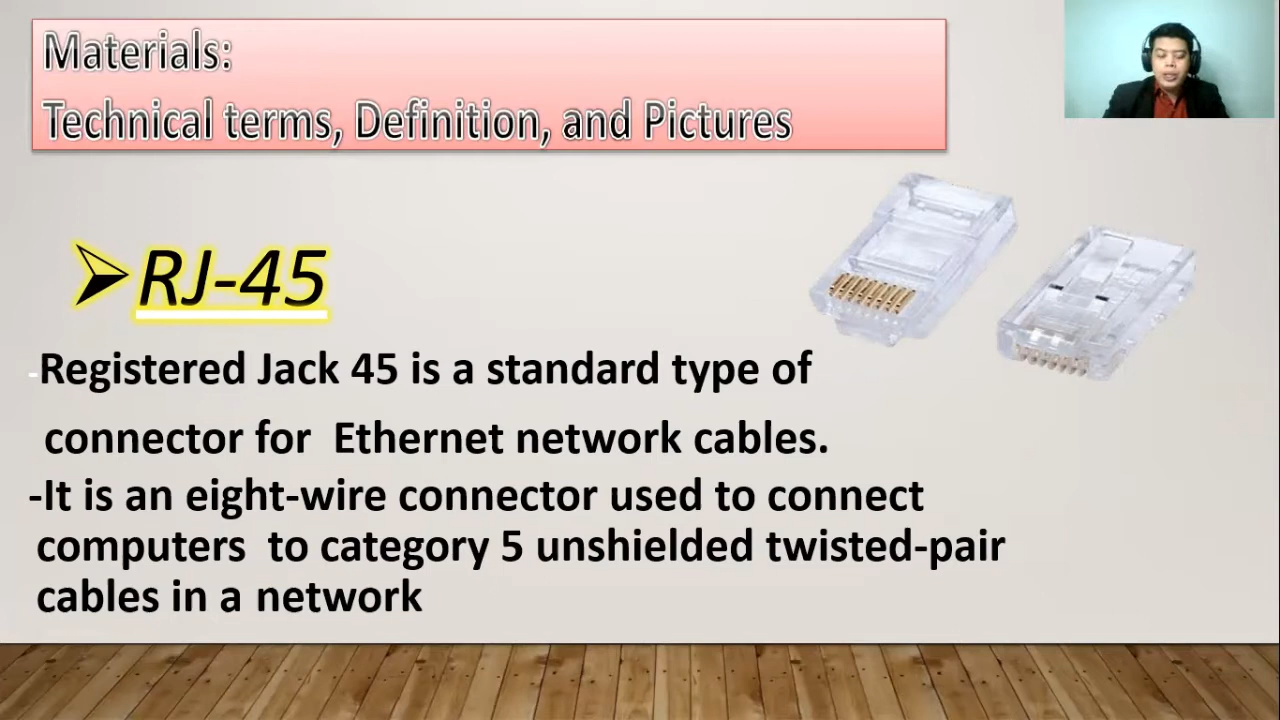 Materials:
Technical terms, Definition, and Pictures
RJ-45
-Registered Jack 45 is a standard type of
connector for Ethernet network cables.
-It is an eight-wire connector used to connect
computers to category 5 unshielded twisted-pair
cables in a network